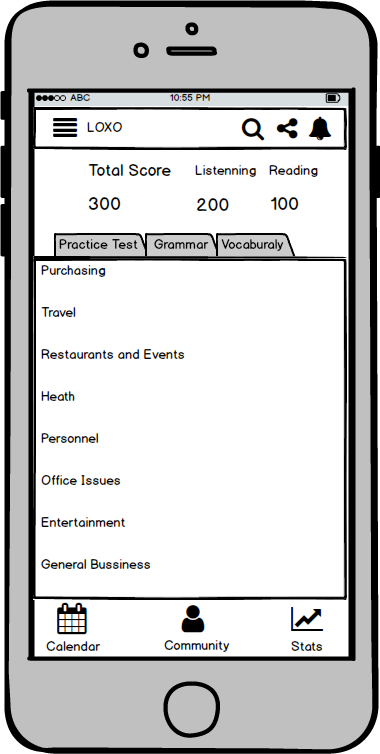 ABC 10:55 PM
LOXO
Total Score Listenning Reading
300 200 100
Practice Test Grammar Vocaburaly
Purchasing
Travel
Restaurants and Events
Heath
Personnel
Office Issues
Entertainment
General Bussiness
Calendar Community Stats